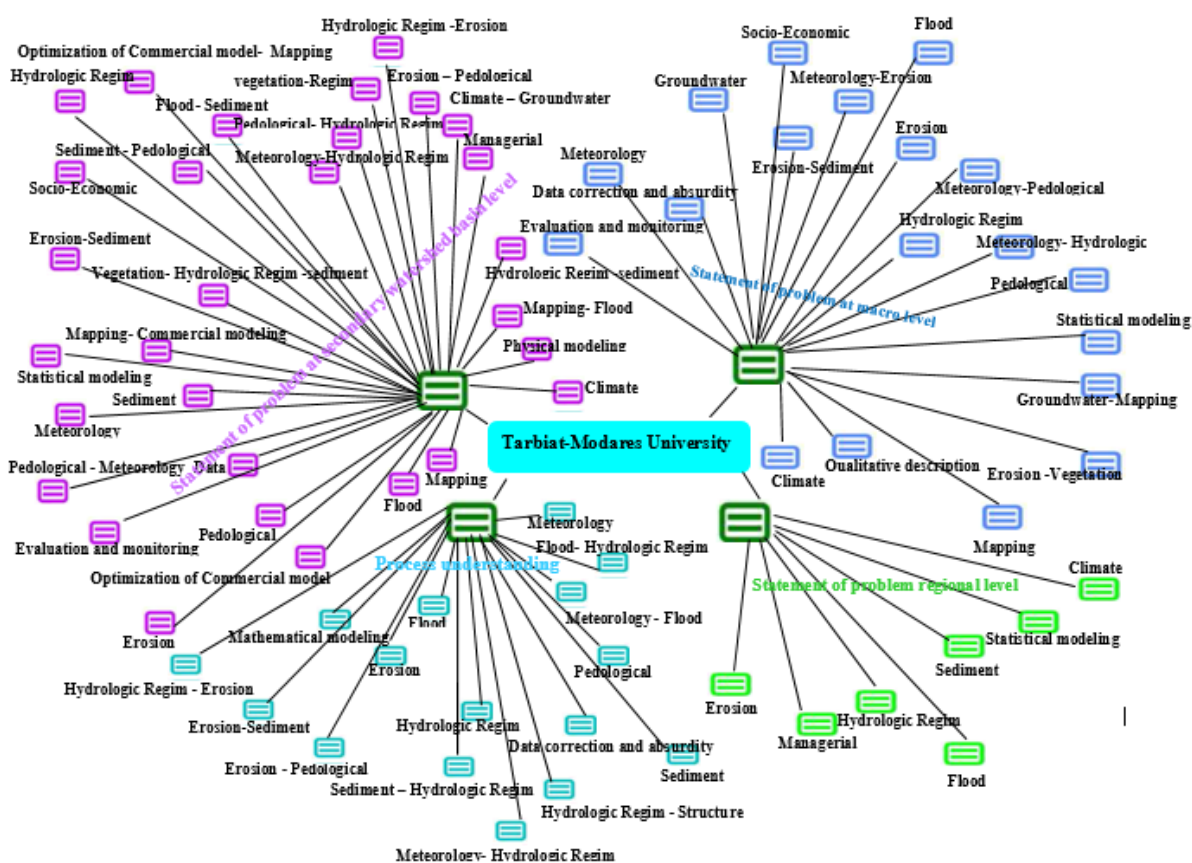 Hydrologic Regim -Erosion
Optimization of Commercial model- Mapping
Hydrologic Regim
vegetation-Regim
Erosion – Pedological
Flood- Sediment
Climate – Groundwater
Pedological- Hydrologic Regim
Managerial
Sediment - Pedological
Meteorology-Hydrologic Regim
Socio-Economic
Erosion-Sediment
Vegetation- Hydrologic Regim -sediment
Hydrologic Regim -sediment
Mapping- Flood
Mapping- Commercial modeling
Physical modeling
Statistical modeling
Climate
Sediment
Meteorology
Statement of problem at secondary watershed basin level
Pedological - Meteorology Data
Mapping
Flood
Pedological
Evaluation and monitoring
Optimization of Commercial model
Erosion
Socio-Economic
Flood
Groundwater
Meteorology-Erosion
Erosion
Meteorology
Erosion-Sediment
Meteorology-Pedological
Data correction and absurdity
Evaluation and monitoring
Hydrologic Regim
Meteorology- Hydrologic
Pedological
Statement of problem at macro level
Statistical modeling
Groundwater-Mapping
Erosion -Vegetation
Qualitative description
Climate
Mapping
Tarbiat-Modares University
Meteorology
Flood- Hydrologic Regim
Process understanding
Meteorology - Flood
Flood
Mathematical modeling
Erosion
Pedological
Hydrologic Regim - Erosion
Erosion-Sediment
Hydrologic Regim
Data correction and absurdity
Erosion - Pedological
Sediment – Hydrologic Regim
Sediment
Hydrologic Regim - Structure
Meteorology- Hydrologic Regim
Climate
Statement of problem regional level
Statistical modeling
Sediment
Erosion
Hydrologic Regim
Managerial
Flood